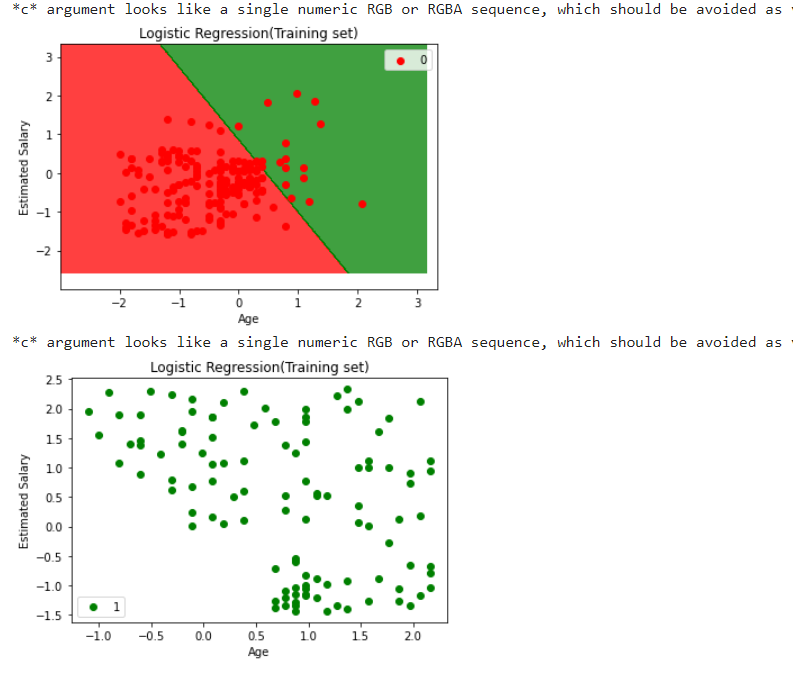 *c* argument looks like a single numeric RGB or RGBA sequence, which should be avoided as
Logistic Regression(Training set)
3
2
1
0
−1
−2
Estimated Salary
0
−2 −1 0 1 2 3
Age
*c* argument looks like a single numeric RGB or RGBA sequence, which should be avoided as
Logistic Regression(Training set)
2.5
2.0
1.5
1.0
0.5
0.0
−0.5
−1.0
−1.5
Estimated Salary
1
−1.0 −0.5 0.0 0.5 1.0 1.5 2.0
Age